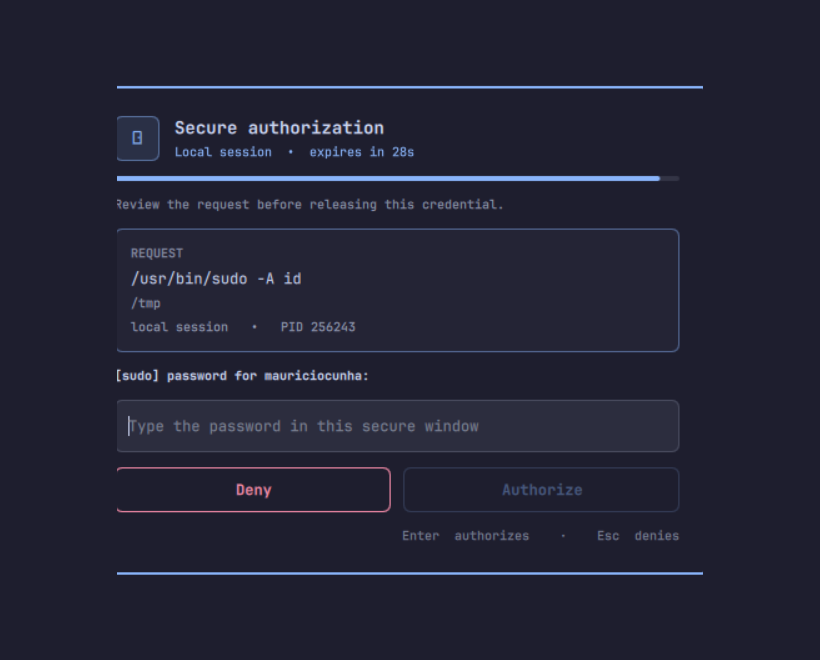 Secure authorization
Local session • expires in 28s
Review the request before releasing this credential.
REQUEST
/usr/bin/sudo -A id
/tmp
local session • PID 256243
[sudo] password for mauriciocunha:
Type the password in this secure window
Deny
Authorize
Enter authorizes · Esc denies